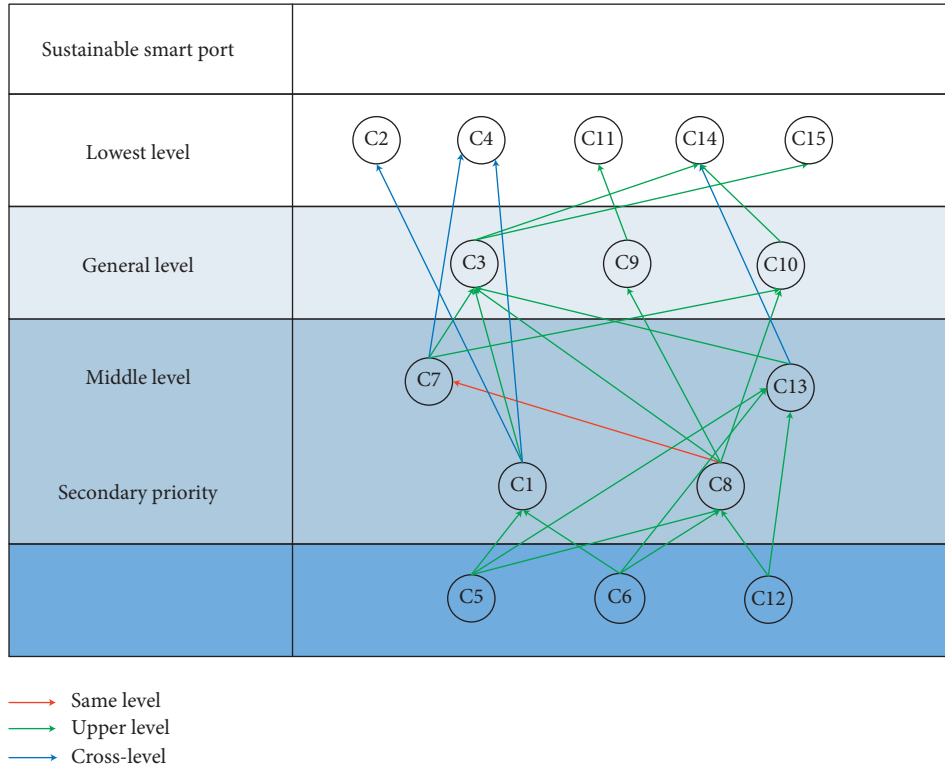 Sustainable smart port
Lowest level
C2
C4
C11
C14
C15
General level
C3
C9
C10
Middle level
C7
C13
Secondary priority
C1
C8
C5
C6
C12
Same level
Upper level
Cross-level